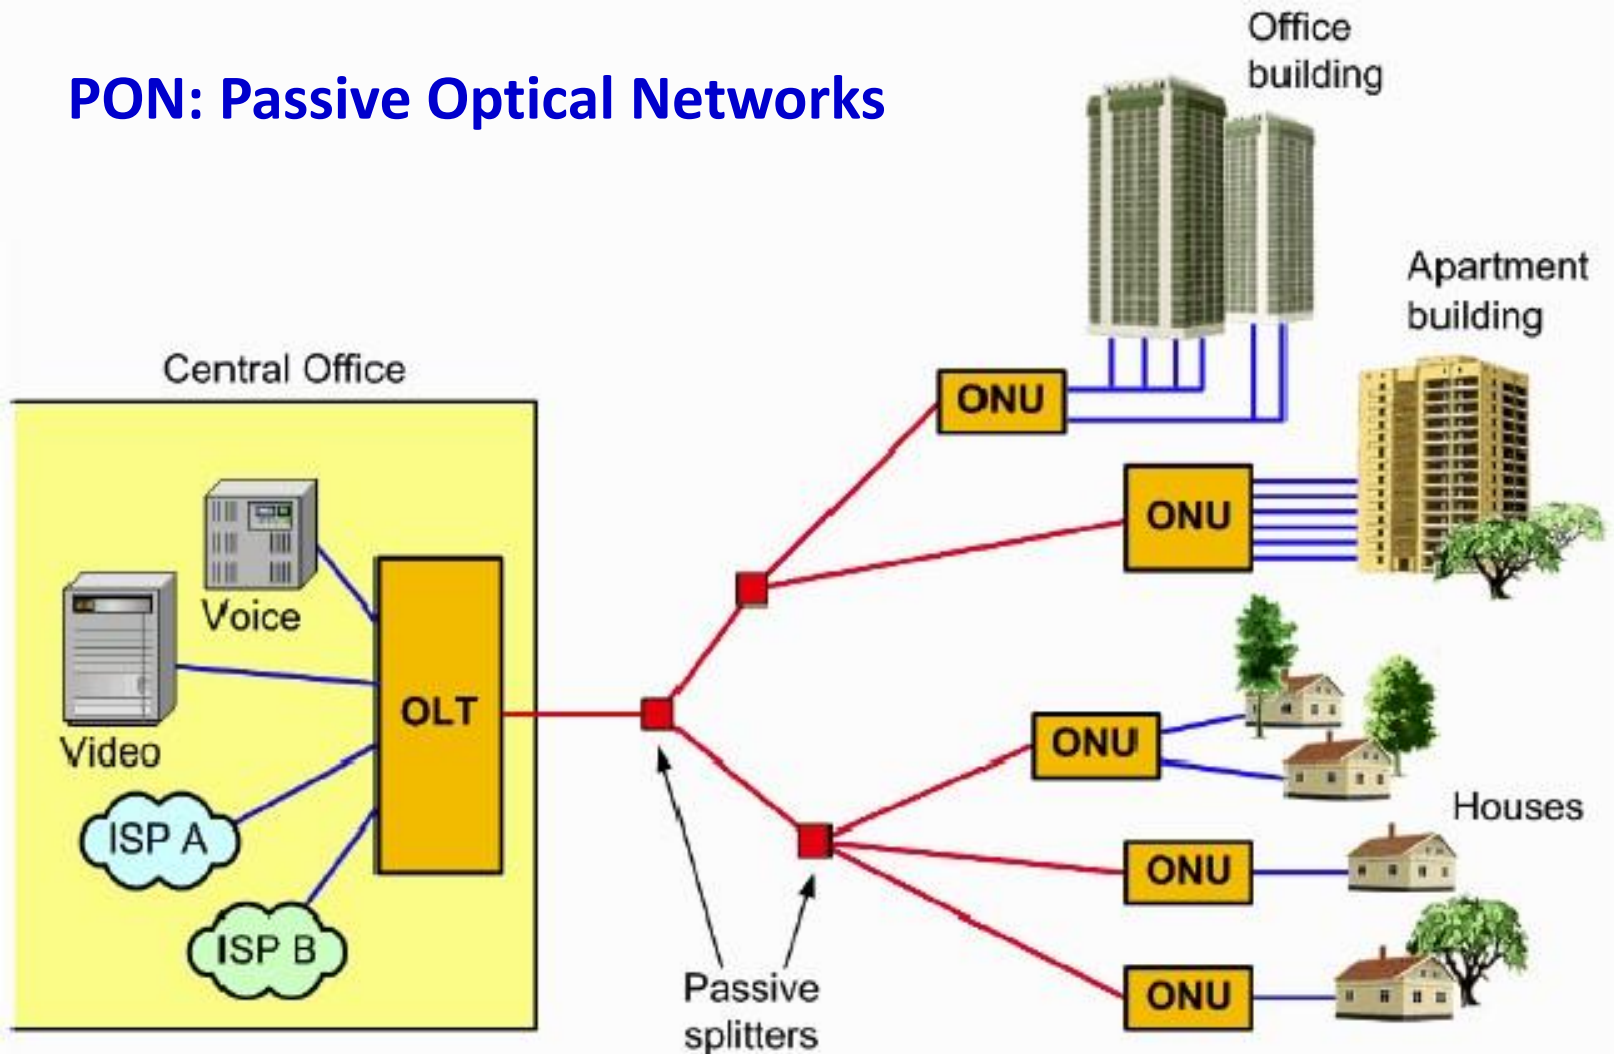 PON: Passive Optical Networks
Office
building
Apartment
building
Central Office
ONU
ONU
Voice
OLT
Video
ONU
ISP A
Houses
ONU
ISP B
Passive
splitters
ONU